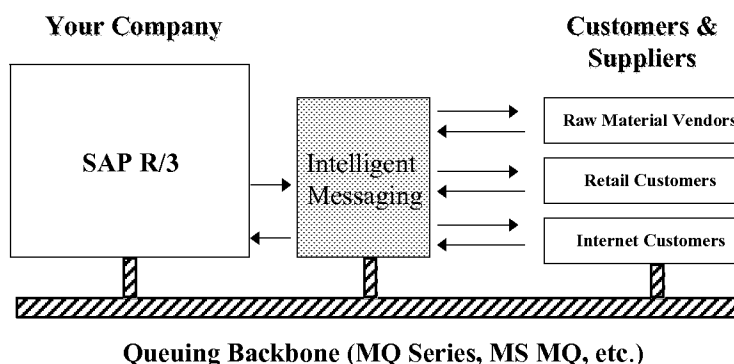 Your Company
Customers &
Suppliers
SAP R/3
Intelligent
Messaging
Raw Material Vendors
Retail Customers
Internet Customers
Queuing Backbone (MQ Series, MS MQ, etc.)